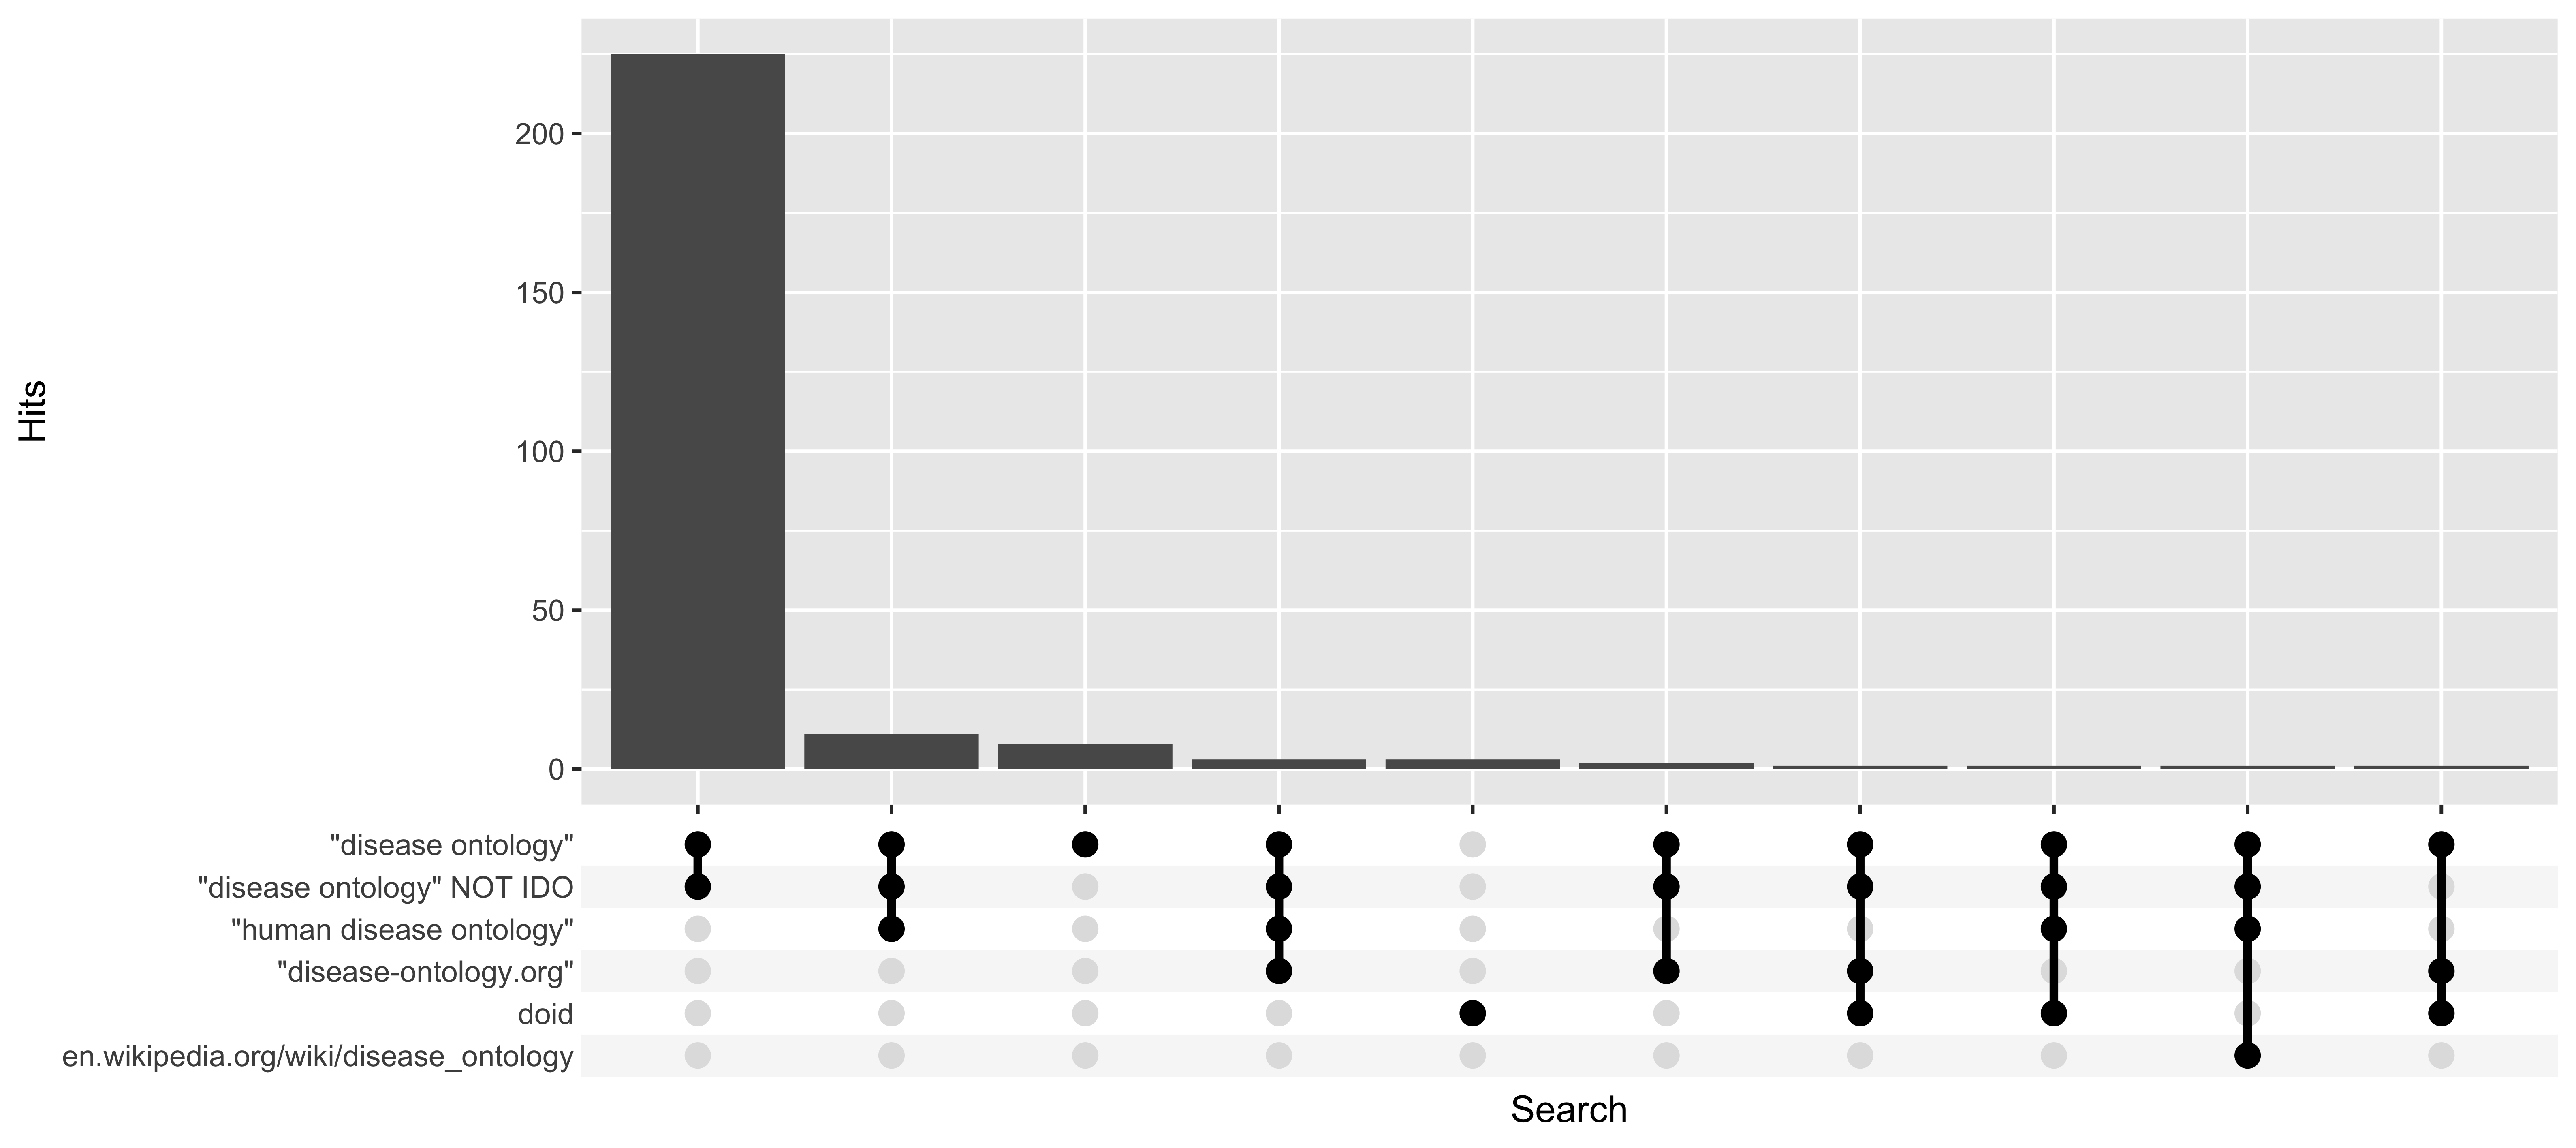 Hits
200
150
100
50
0
"disease ontology"
"disease ontology" NOT IDO
"human disease ontology"
"disease-ontology.org"
doid
en.wikipedia.org/wiki/disease_ontology
Search